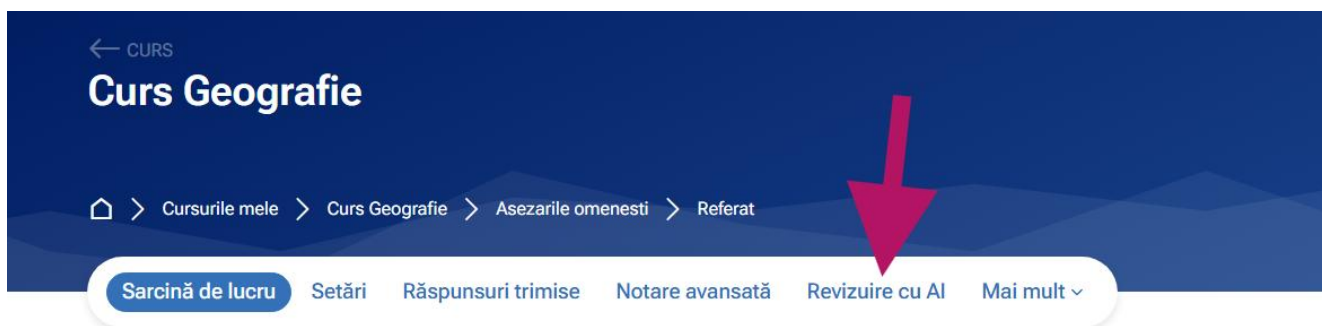 CURS
Curs Geografie
Cursurile mele Curs Geografie Asezarile omenesti Referat
Sarcină de lucru Setări Răspunsuri trimise Notare avansată Revizuire cu AI Mai mult